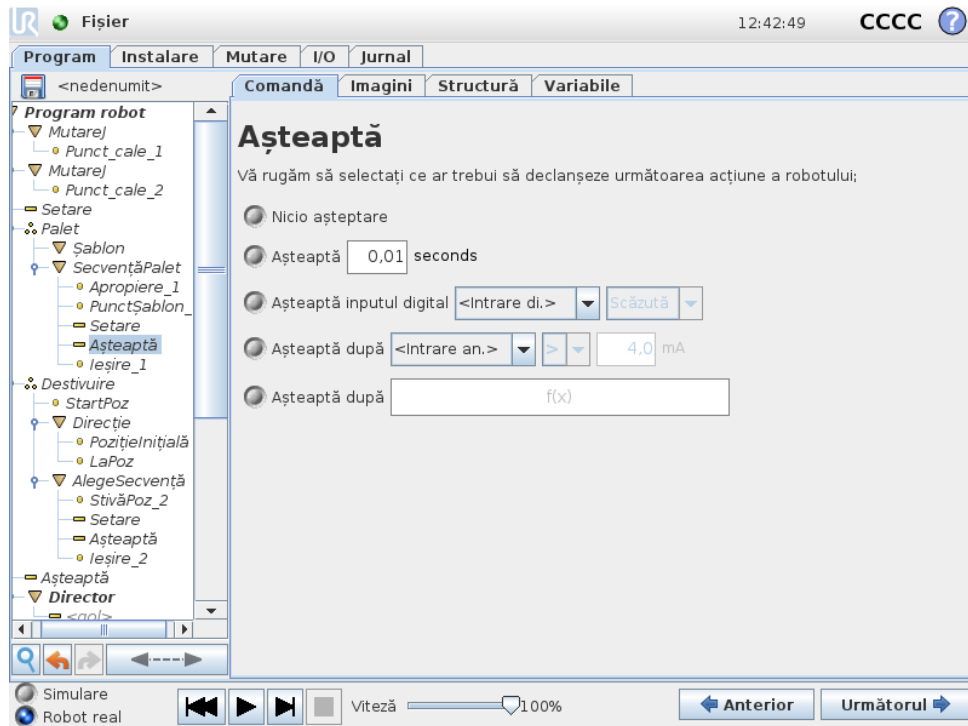 Fișier 12:42:49 CCCC ?
Program Instalare Mutare I/O Jurnal
<nedenumit>
Comandă Imagini Structură Variabile
Program robot
MutareJ
Punct_cale_1
MutareJ
Punct_cale_2
Setare
Palet
Șablon
SecvențăPalet
Apropiere_1
PunctȘablon_
Setare
Așteaptă
Ieșire_1
Destivuire
StartPoz
Direcție
PozițieInițială
LaPoz
AlegeSecvență
StivăPoz_2
Setare
Așteaptă
Ieșire_2
Așteaptă
Director
<gol>
Așteaptă
Vă rugăm să selectați ce ar trebui să declanșeze următoarea acțiune a robotului;
Nicio așteptare
Așteaptă 0,01 seconds
Așteaptă inputul digital <Intrare di.> Scăzută
Așteaptă după <Intrare an.> > 4,0 mA
Așteaptă după f(x)
Simulare
Robot real
Viteză 100%
Anterior Următorul